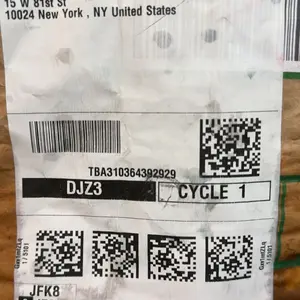 15 W 81st St
10024 New York , NY United States
TBA310364392929
DJZ3
CYCLE 1
JFK8